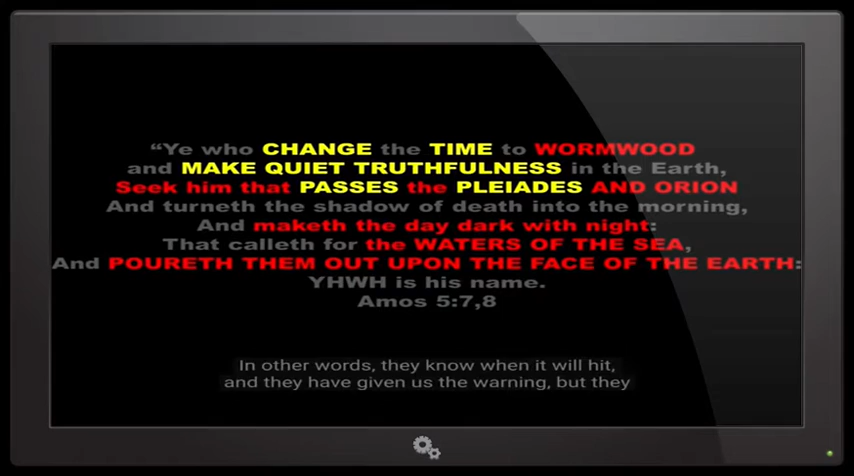 “Ye who CHANGE the TIME to WORMWOOD
and MAKE QUIET TRUTHFULNESS in the Earth,
Seek him that PASSES the PLEIADES AND ORION
And turneth the shadow of death into the morning,
And maketh the day dark with night:
That calleth for the WATERS OF THE SEA,
And POURETH THEM OUT UPON THE FACE OF THE EARTH:
YHWH is his name.
Amos 5:7,8
In other words, they know when it will hit,
and they have given us the warning, but they